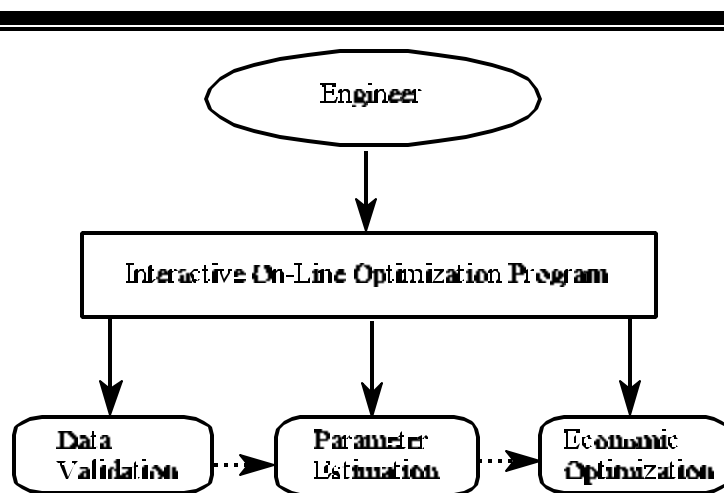 Engineer
Interactive On-Line Optimization Program
Data
Validation
Parameter
Estimation
Economic
Optimization